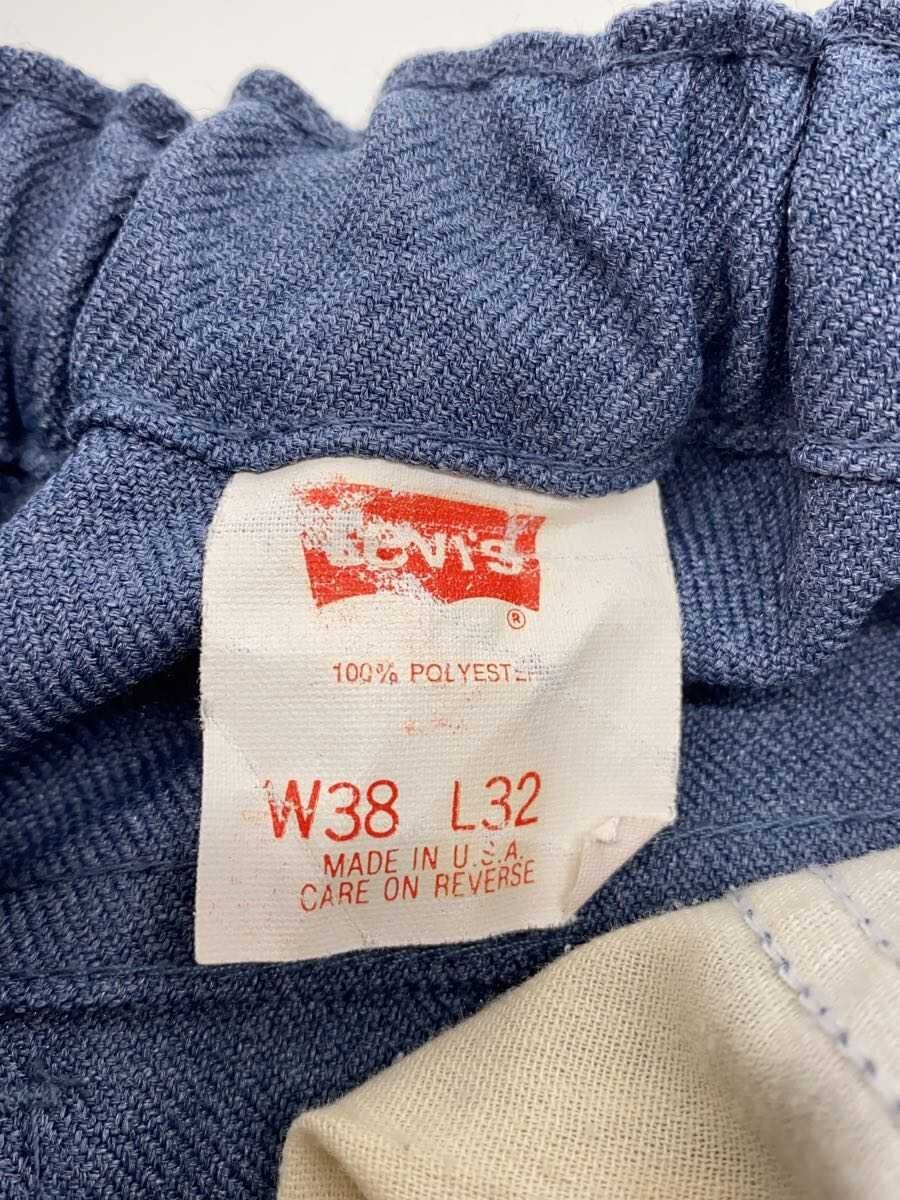 Levi's
®
100% POLYESTER
W38 L32
MADE IN U.S.A.
CARE ON REVERSE